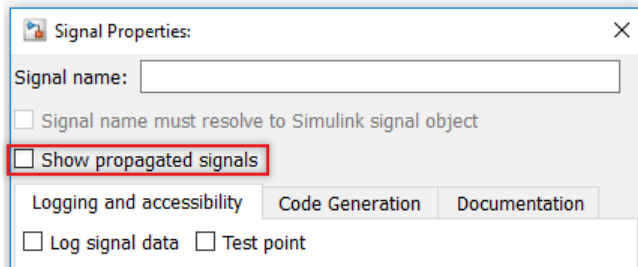 Signal Properties:
Signal name:
Signal name must resolve to Simulink signal object
Show propagated signals
Logging and accessibility Code Generation Documentation
Log signal data Test point